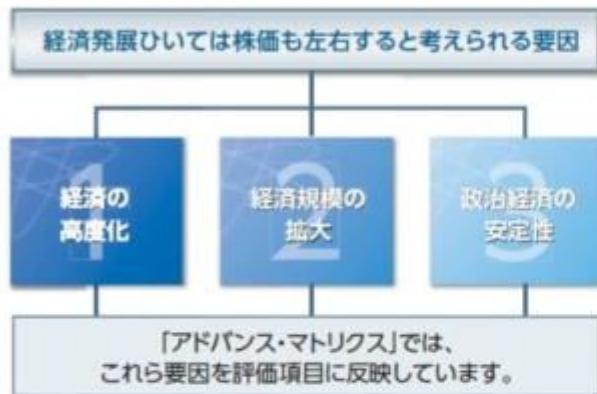 経済発展ひいては株価も左右すると考えられる要因
1
経済の
高度化
2
経済規模の
拡大
3
政治経済の
安定性
「アドバンス・マトリクス」では、
これら要因を評価項目に反映しています。